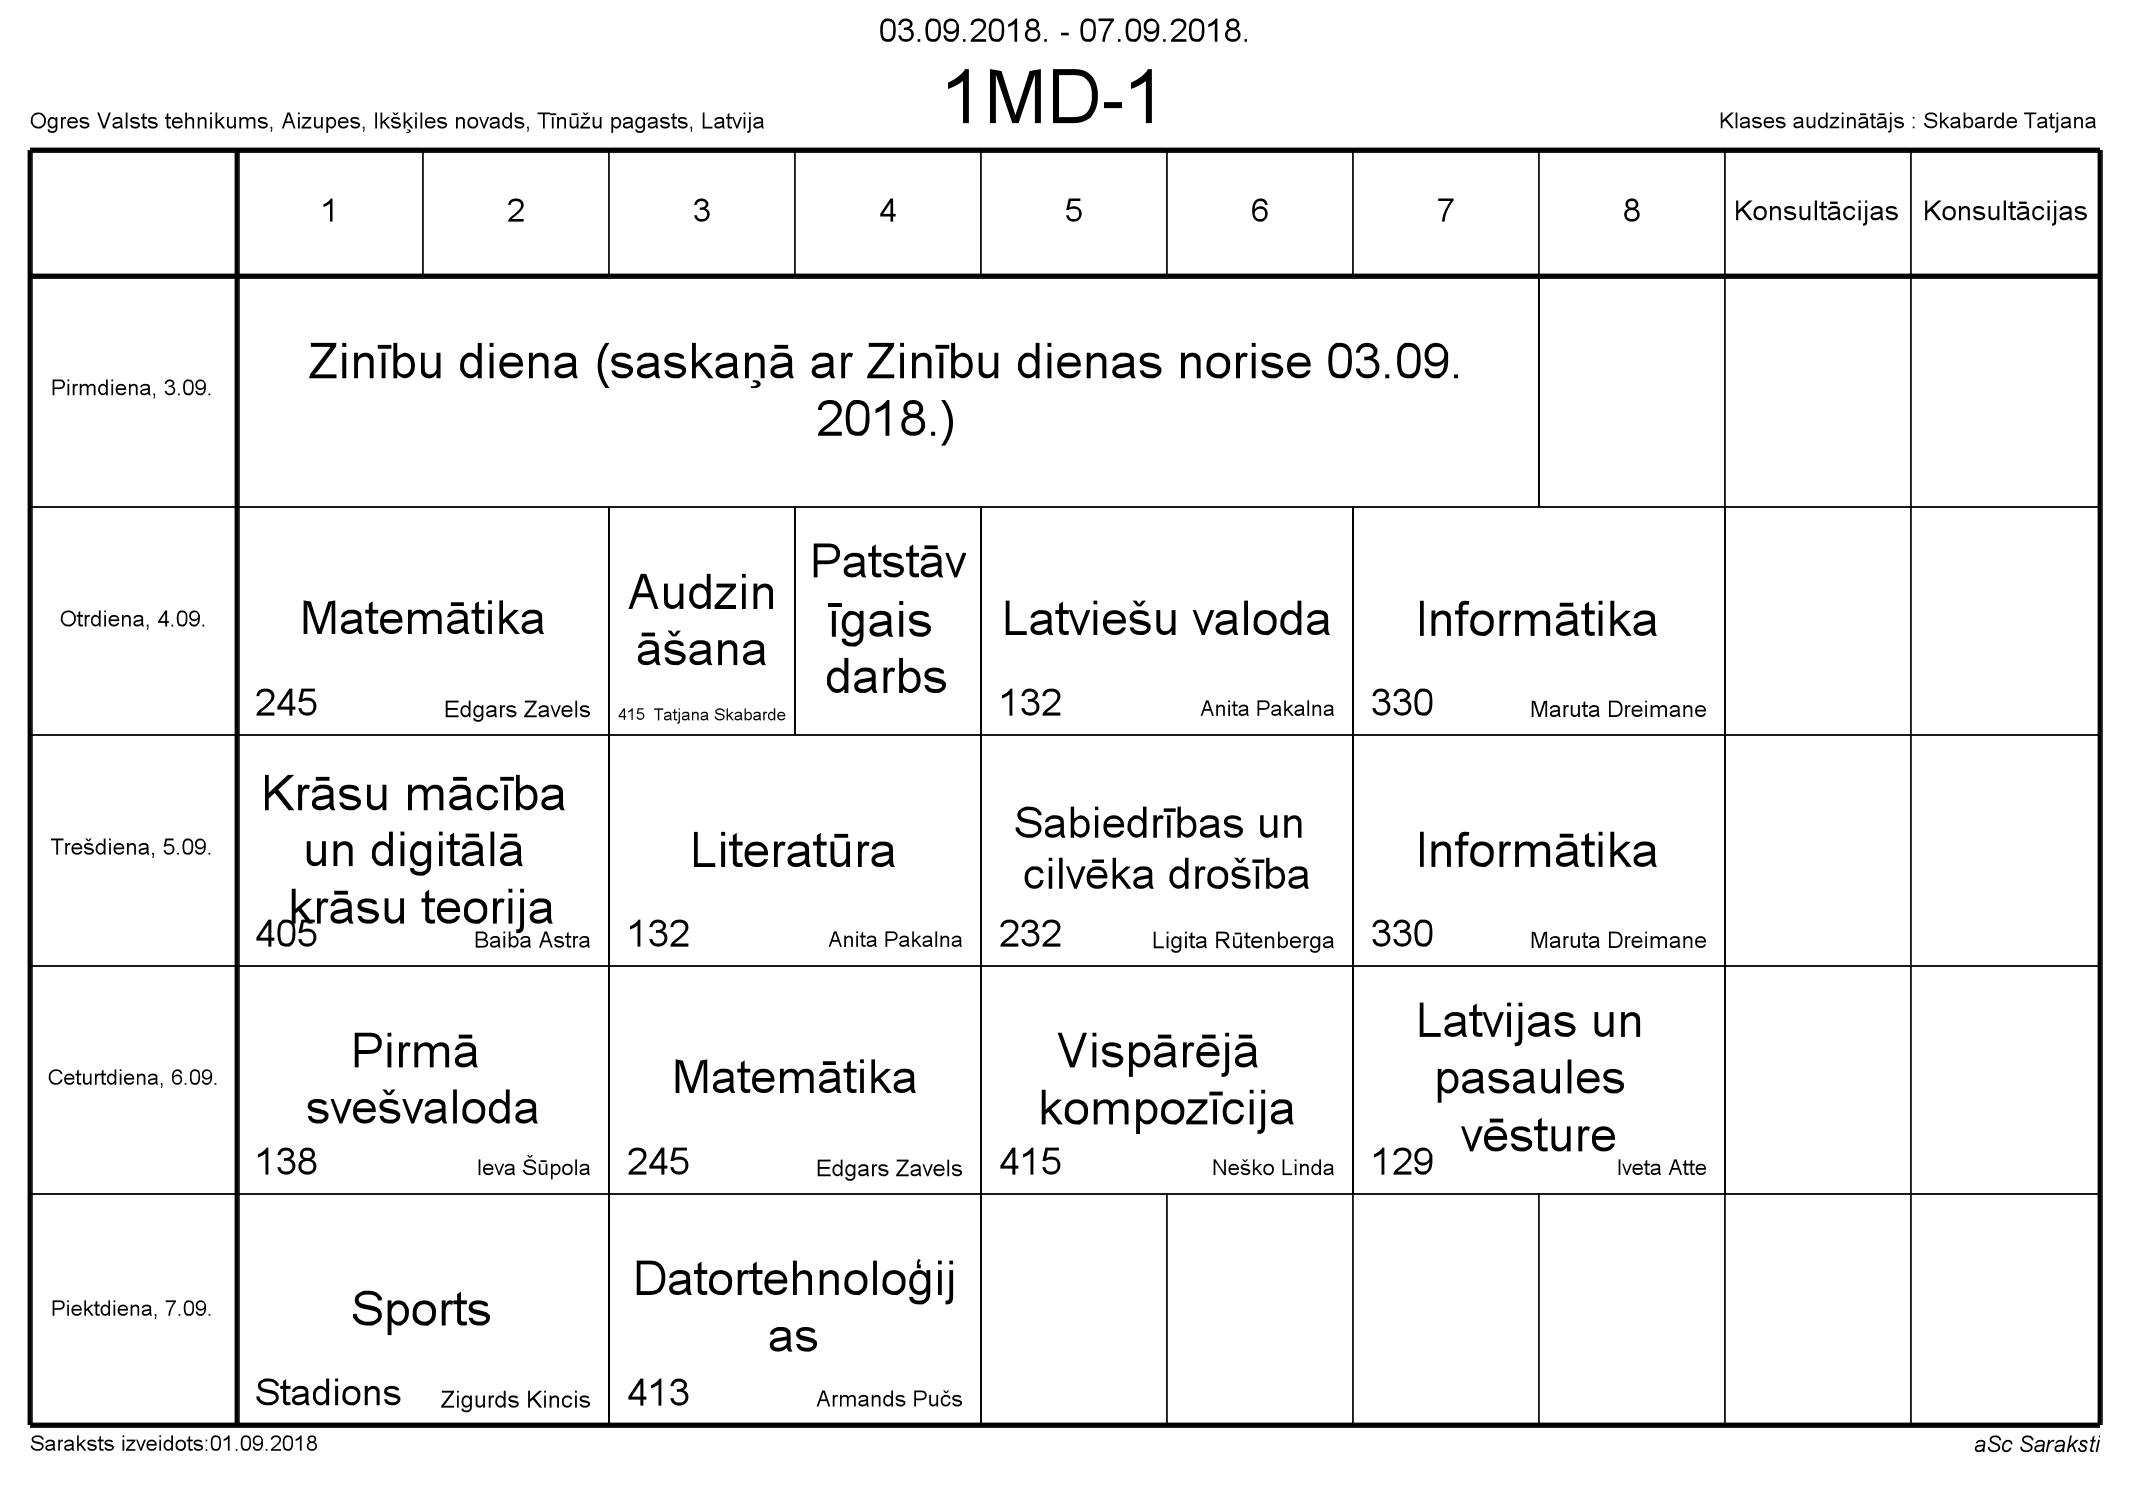 03.09.2018. - 07.09.2018.
1MD-1
Ogres Valsts tehnikums, Aizupes, Ikšķiles novads, Tīnūžu pagasts, Latvija
Klases audzinātājs : Skabarde Tatjana
1 2 3 4 5 6 7 8 Konsultācijas Konsultācijas
Pirmdiena, 3.09.
Zinību diena (saskaņā ar Zinību dienas norise 03.09.
2018.)
Otrdiena, 4.09.
Matemātika
245 Edgars Zavels
Audzin
āšana
415 Tatjana Skabarde
Patstāv
īgais
darbs
Latviešu valoda
132 Anita Pakalna
Informātika
330 Maruta Dreimane
Trešdiena, 5.09.
Krāsu mācība
un digitālā
krāsu teorija
405 Baiba Astra
Literatūra
132 Anita Pakalna
Sabiedrības un
cilvēka drošība
232 Ligita Rūtenberga
Informātika
330 Maruta Dreimane
Ceturtdiena, 6.09.
Pirmā
svešvaloda
138 Ieva Šūpola
Matemātika
245 Edgars Zavels
Vispārējā
kompozīcija
415 Neško Linda
Latvijas un
pasaules
vēsture
129 Iveta Atte
Piektdiena, 7.09.
Sports
Stadions Zigurds Kincis
Datortehnoloģij
as
413 Armands Pučs
Saraksts izveidots:01.09.2018
aSc Saraksti